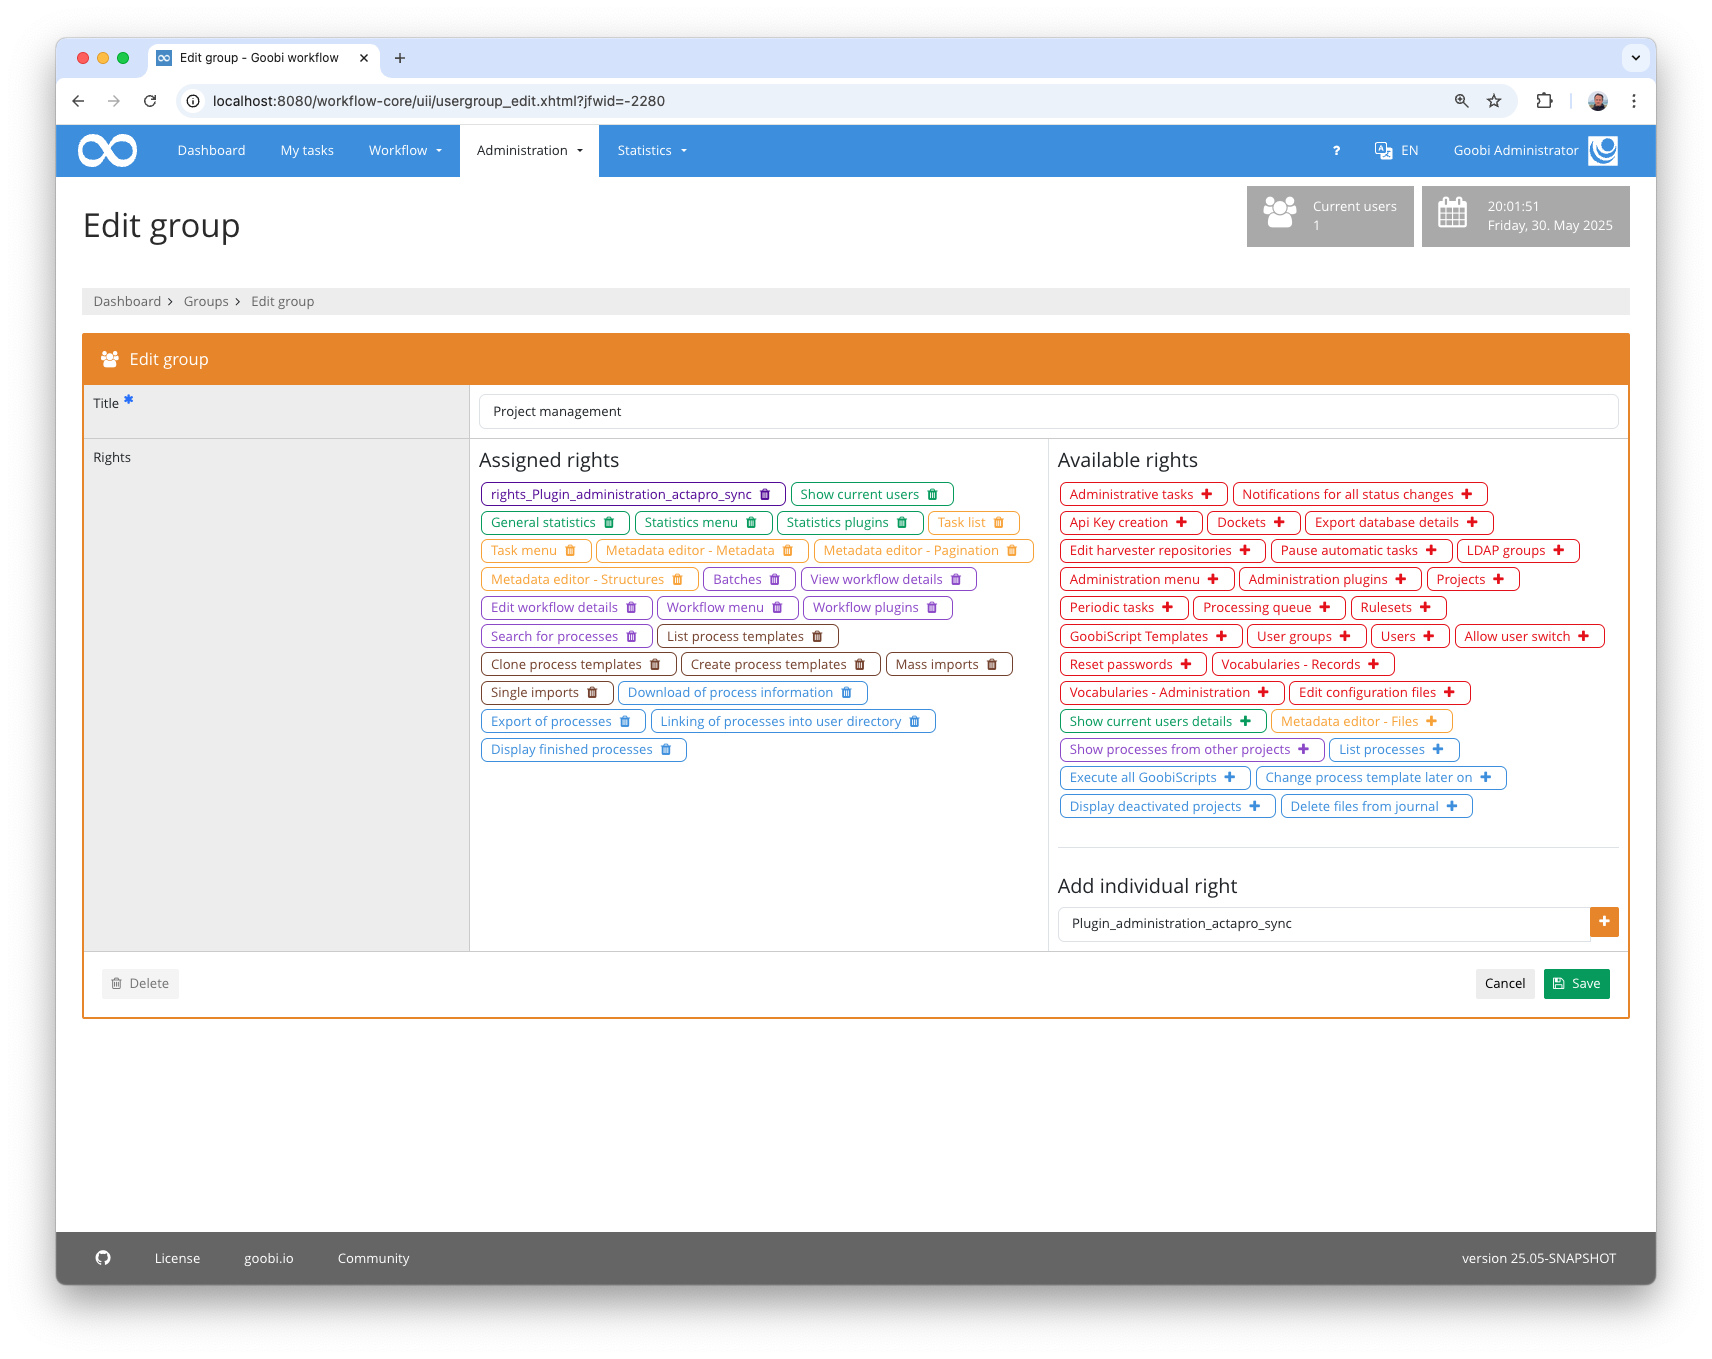 Edit group - Goobi workflow
localhost:8080/workflow-core/uii/usergroup_edit.xhtml?jfwid=-2280
Dashboard My tasks Workflow Administration Statistics ? EN Goobi Administrator
Edit group
Current users
1
20:01:51
Friday, 30. May 2025
Dashboard > Groups > Edit group
Edit group
Title *
Project management
Rights
Assigned rights
rights_Plugin_administration_actapro_sync Show current users
General statistics Statistics menu Statistics plugins Task list
Task menu Metadata editor - Metadata Metadata editor - Pagination
Metadata editor - Structures Batches View workflow details
Edit workflow details Workflow menu Workflow plugins
Search for processes List process templates
Clone process templates Create process templates Mass imports
Single imports Download of process information
Export of processes Linking of processes into user directory
Display finished processes
Available rights
Administrative tasks Notifications for all status changes
Api Key creation Dockets Export database details
Edit harvester repositories Pause automatic tasks LDAP groups
Administration menu Administration plugins Projects
Periodic tasks Processing queue Rulesets
GoobiScript Templates User groups Users Allow user switch
Reset passwords Vocabularies - Records
Vocabularies - Administration Edit configuration files
Show current users details Metadata editor - Files
Show processes from other projects List processes
Execute all GoobiScripts Change process template later on
Display deactivated projects Delete files from journal
Add individual right
Plugin_administration_actapro_sync
Delete
Cancel Save
License goobi.io Community version 25.05-SNAPSHOT